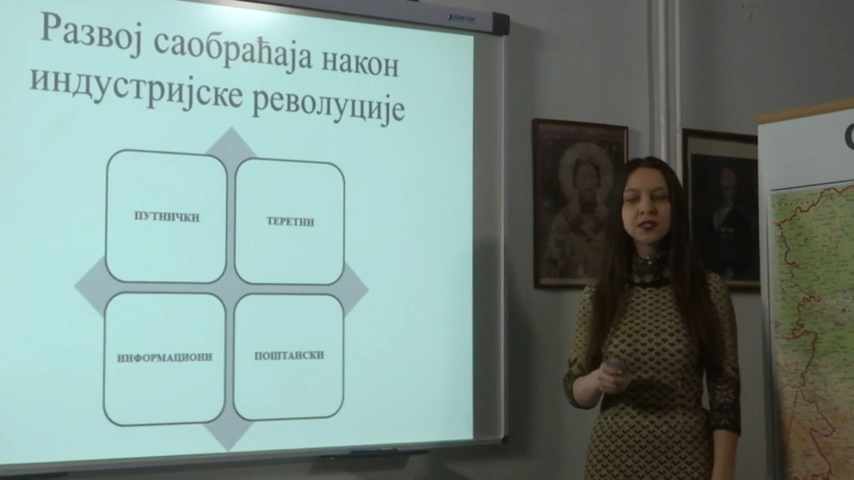 Развој саобраћаја након
индустријске револуције
ПУТНИЧКИ
ТЕРЕТНИ
ИНФОРМАЦИОНИ
ПОШТАНСКИ